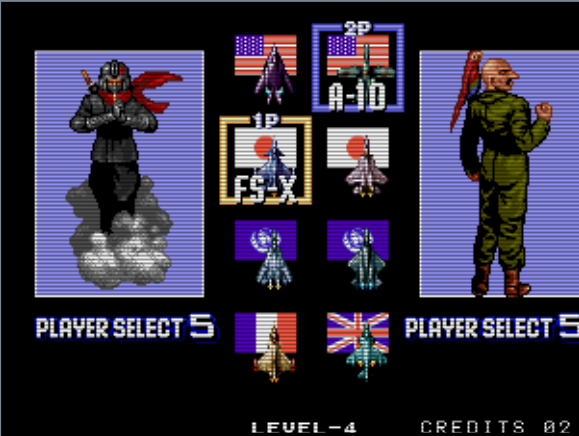 2P
A-10
1P
FS-X
PLAYER SELECT 5
PLAYER SELECT 5
LEVEL-4
CREDITS 02